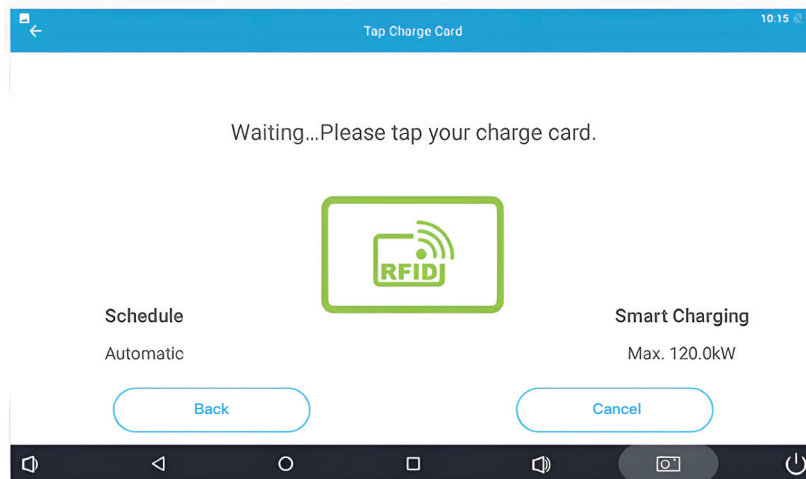 10:15
Tap Charge Card
Waiting...Please tap your charge card.
RFID
Schedule
Smart Charging
Automatic
Max. 120.0kW
Back
Cancel